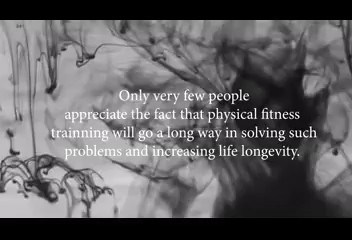 Only very few people
appreciate the fact that physical fitness
trainning will go a long way in solving such
problems and increasing life longevity.